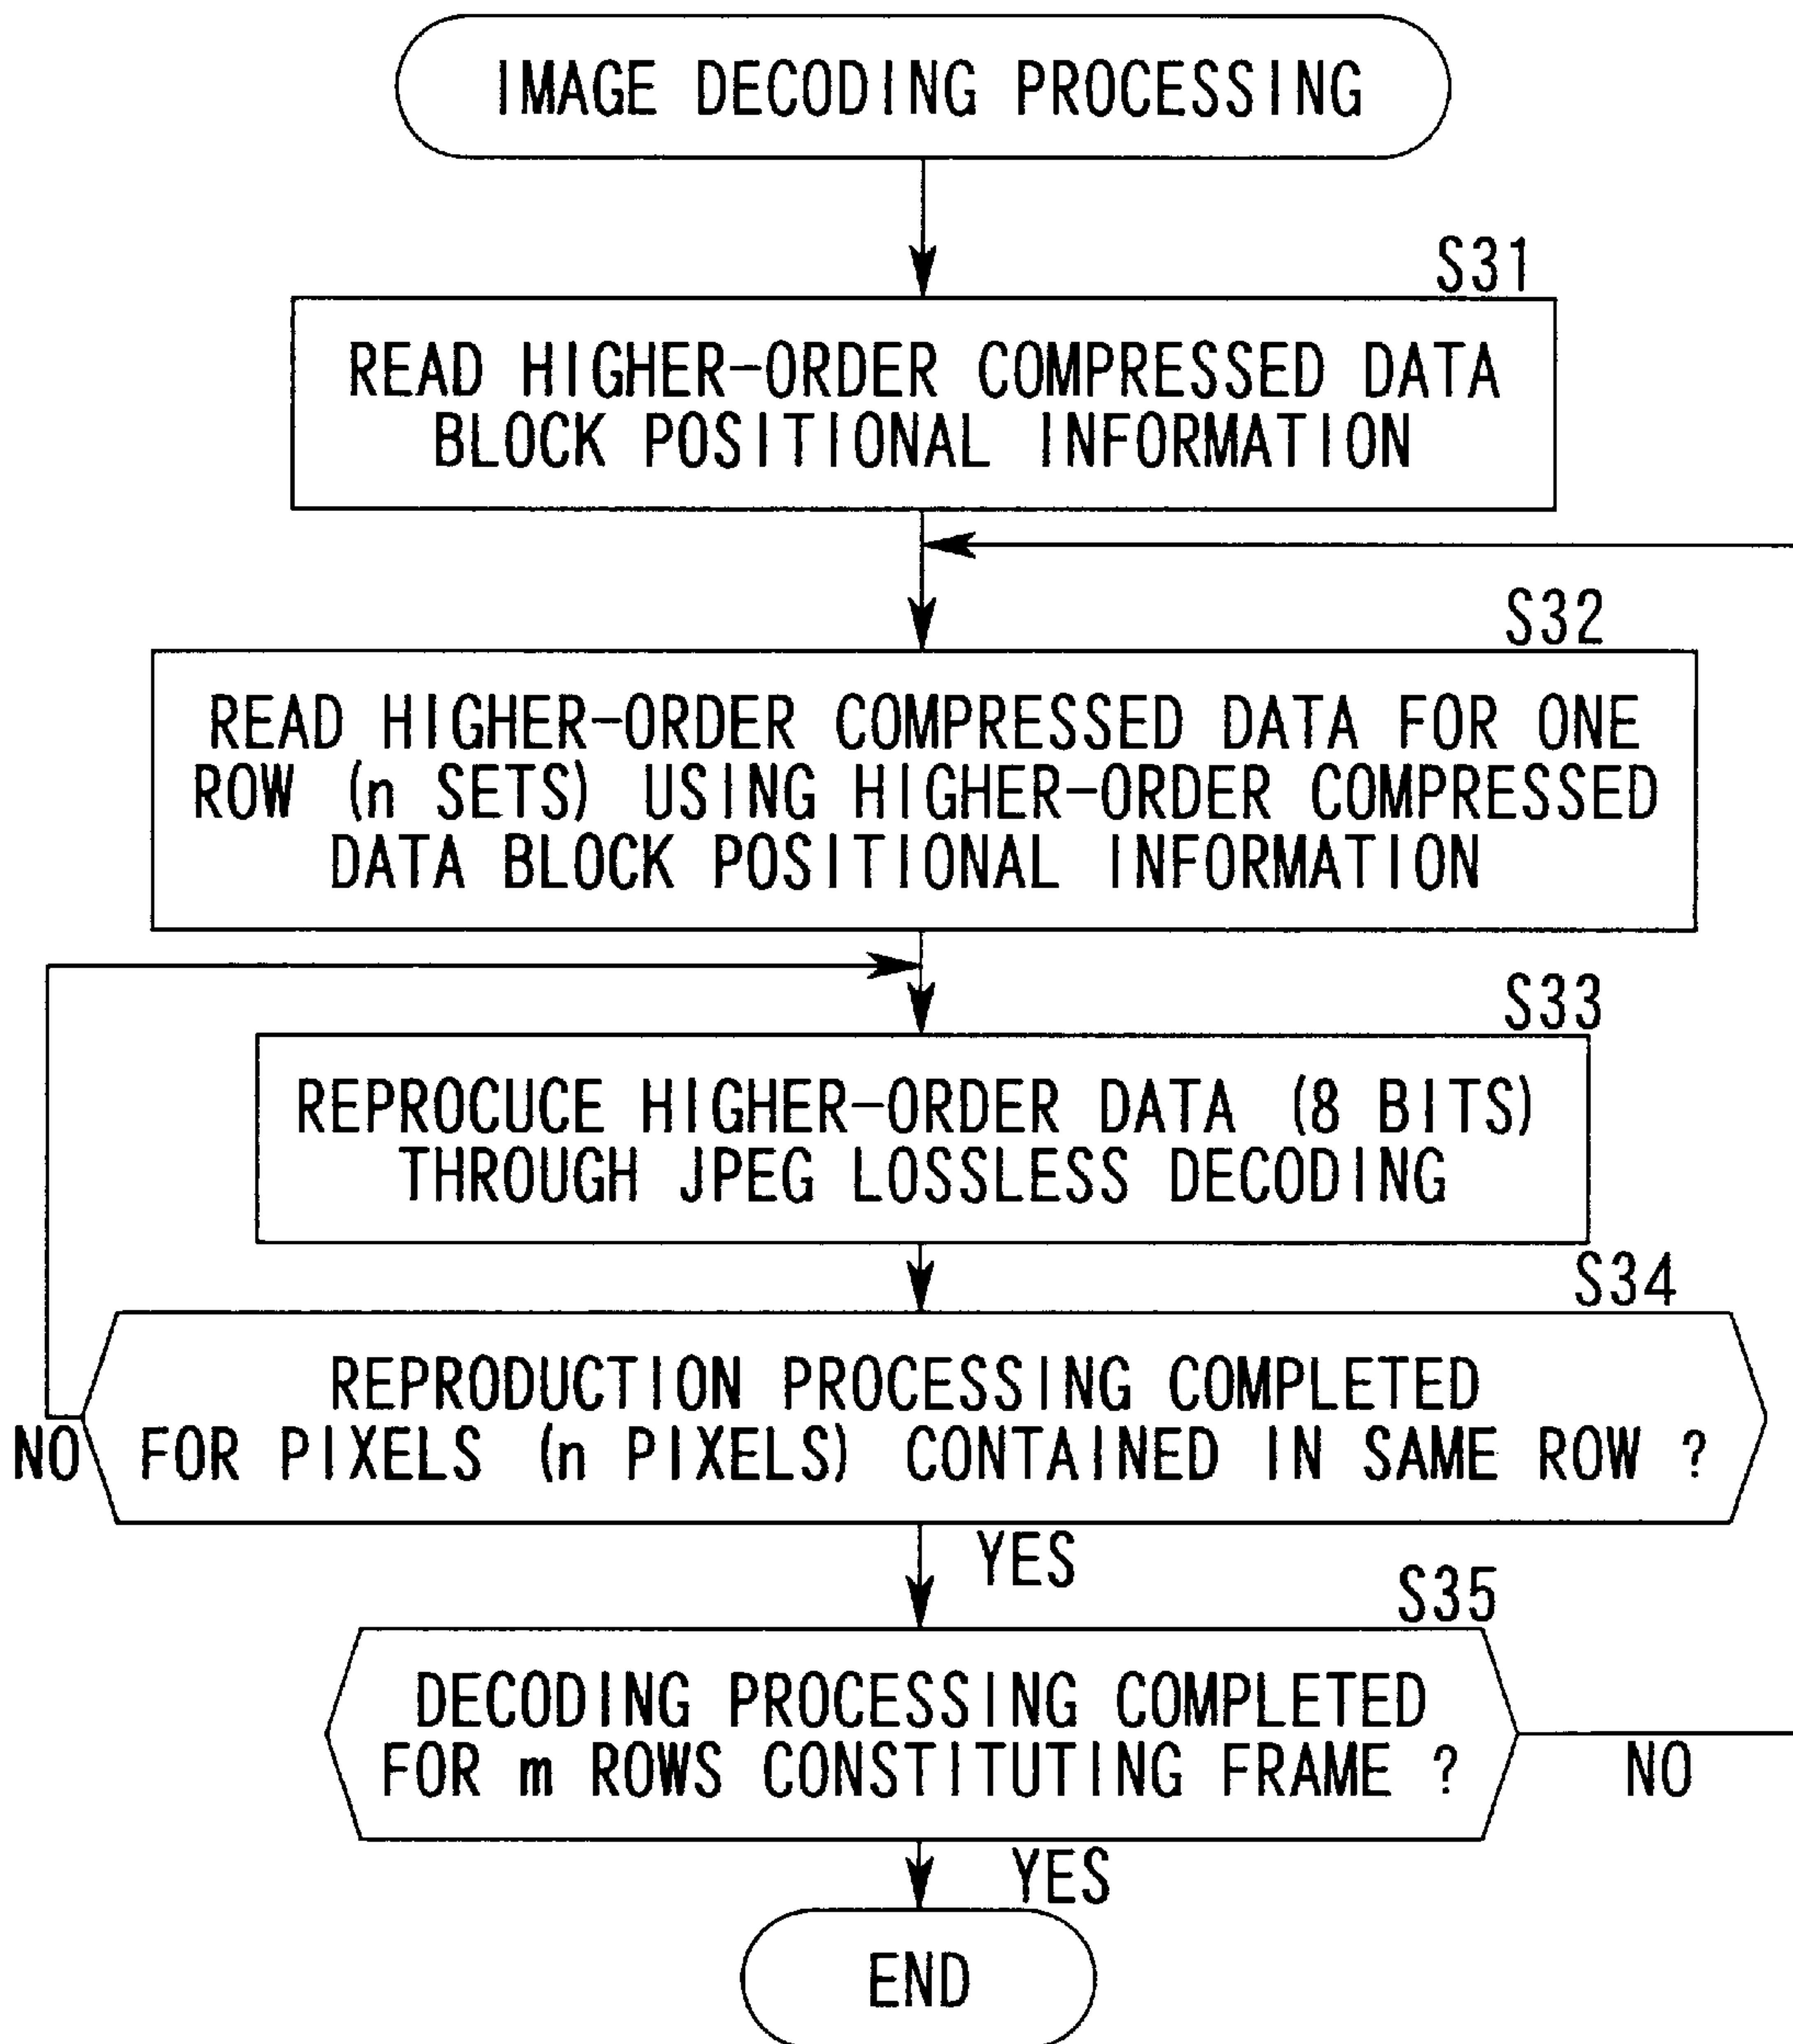 IMAGE DECODING PROCESSING
S31
READ HIGHER-ORDER COMPRESSED DATA
BLOCK POSITIONAL INFORMATION
S32
READ HIGHER-ORDER COMPRESSED DATA FOR ONE
ROW (n SETS) USING HIGHER-ORDER COMPRESSED
DATA BLOCK POSITIONAL INFORMATION
S33
REPROCUCE HIGHER-ORDER DATA (8 BITS)
THROUGH JPEG LOSSLESS DECODING
S34
REPRODUCTION PROCESSING COMPLETED
NO FOR PIXELS (n PIXELS) CONTAINED IN SAME ROW ?
YES
S35
DECODING PROCESSING COMPLETED
FOR m ROWS CONSTITUTING FRAME ?
NO
YES
END